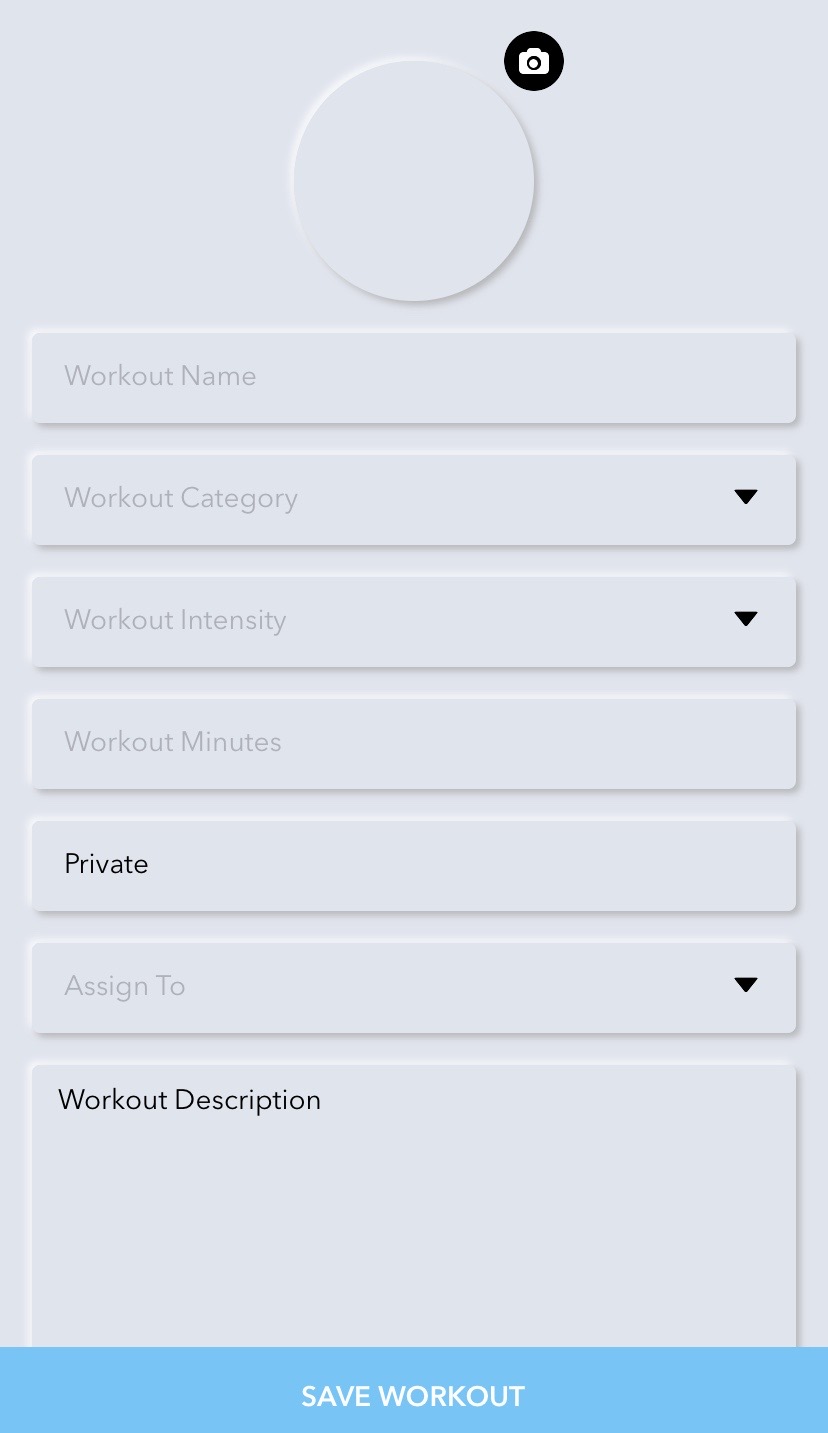 Workout Name
Workout Category
Workout Intensity
Workout Minutes
Private
Assign To
Workout Description
SAVE WORKOUT